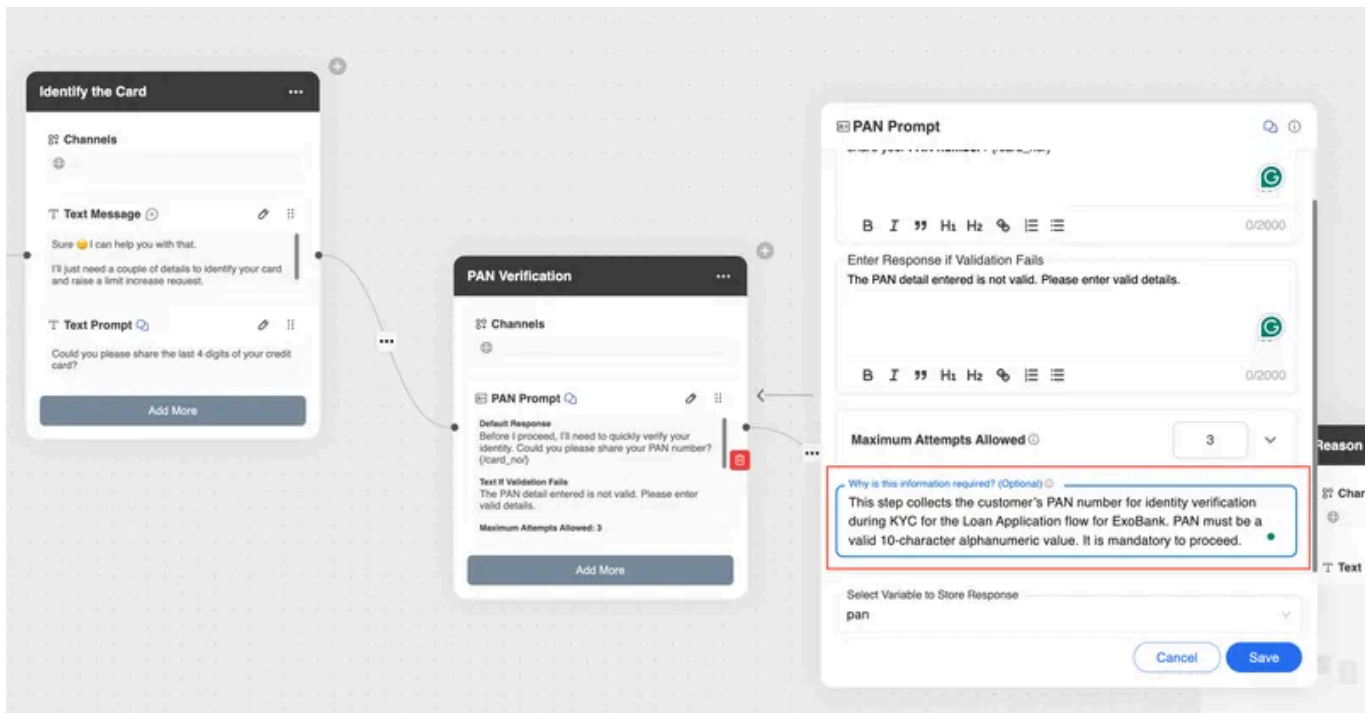 Identify the Card
Channels
Text Message
Sure 😊 I can help you with that.
I'll just need a couple of details to identify your card
and raise a limit increase request.
Text Prompt
Could you please share the last 4 digits of your credit
card?
Add More
PAN Verification
Channels
PAN Prompt
Default Response
Before I proceed, I'll need to quickly verify your
identity. Could you please share your PAN number?
{/card_no/}
Text If Validation Fails
The PAN detail entered is not valid. Please enter
valid details.
Maximum Attempts Allowed: 3
Add More
PAN Prompt
B I H1 H2 0/2000
Enter Response if Validation Fails
The PAN detail entered is not valid. Please enter valid details.
B I H1 H2 0/2000
Maximum Attempts Allowed 3
Why is this information required? (Optional)
This step collects the customer's PAN number for identity verification
during KYC for the Loan Application flow for ExoBank. PAN must be a
valid 10-character alphanumeric value. It is mandatory to proceed.
Select Variable to Store Response
pan
Cancel Save
Reason
Char
Text